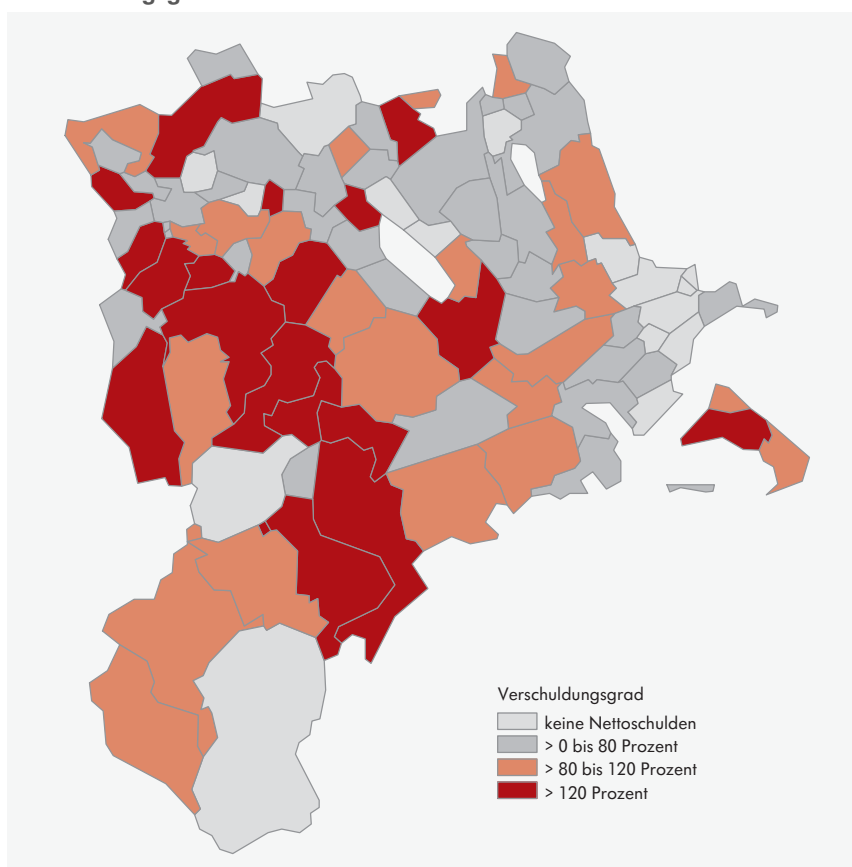 Verschuldungsgrad
keine Nettoschulden
> 0 bis 80 Prozent
> 80 bis 120 Prozent
> 120 Prozent